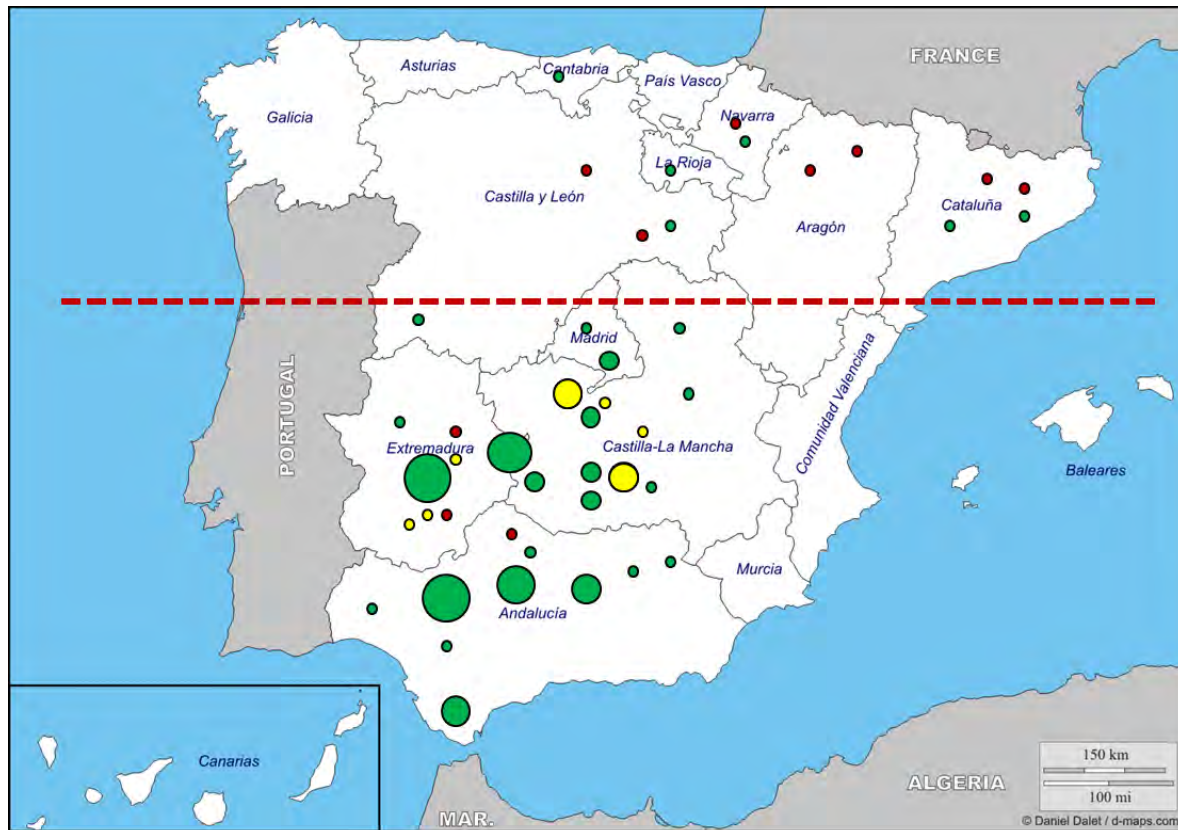 FRANCE
Cantabria
Asturias
País Vasco
Galicia
Navarra
La Rioja
Castilla y León
Cataluña
Aragón
Madrid
PORTUGAL
Comunidad Valenciana
Extremadura
Castilla-La Mancha
Baleares
Murcia
Andalucía
Canarias
150 km
100 mi
ALGERIA
MAR.
© Daniel Dalet / d-maps.com